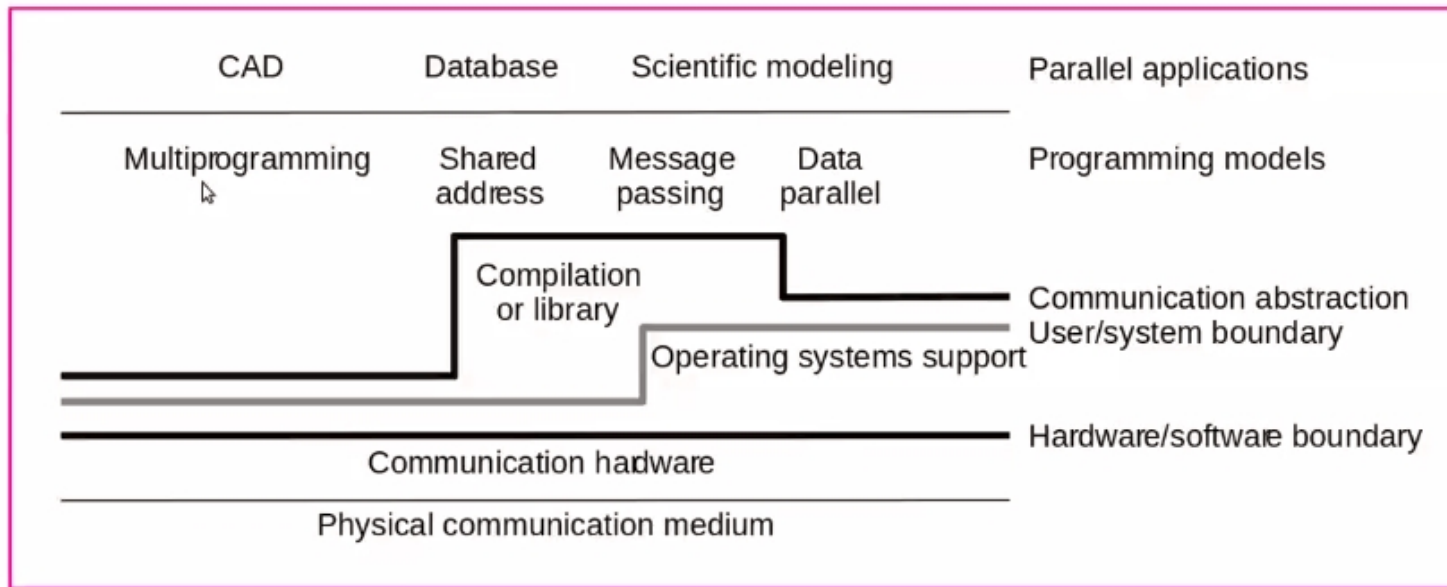 CAD Database Scientific modeling Parallel applications
Multiprogramming Shared address Message passing Data parallel Programming models
Compilation or library
Communication abstraction
User/system boundary
Operating systems support
Hardware/software boundary
Communication hardware
Physical communication medium